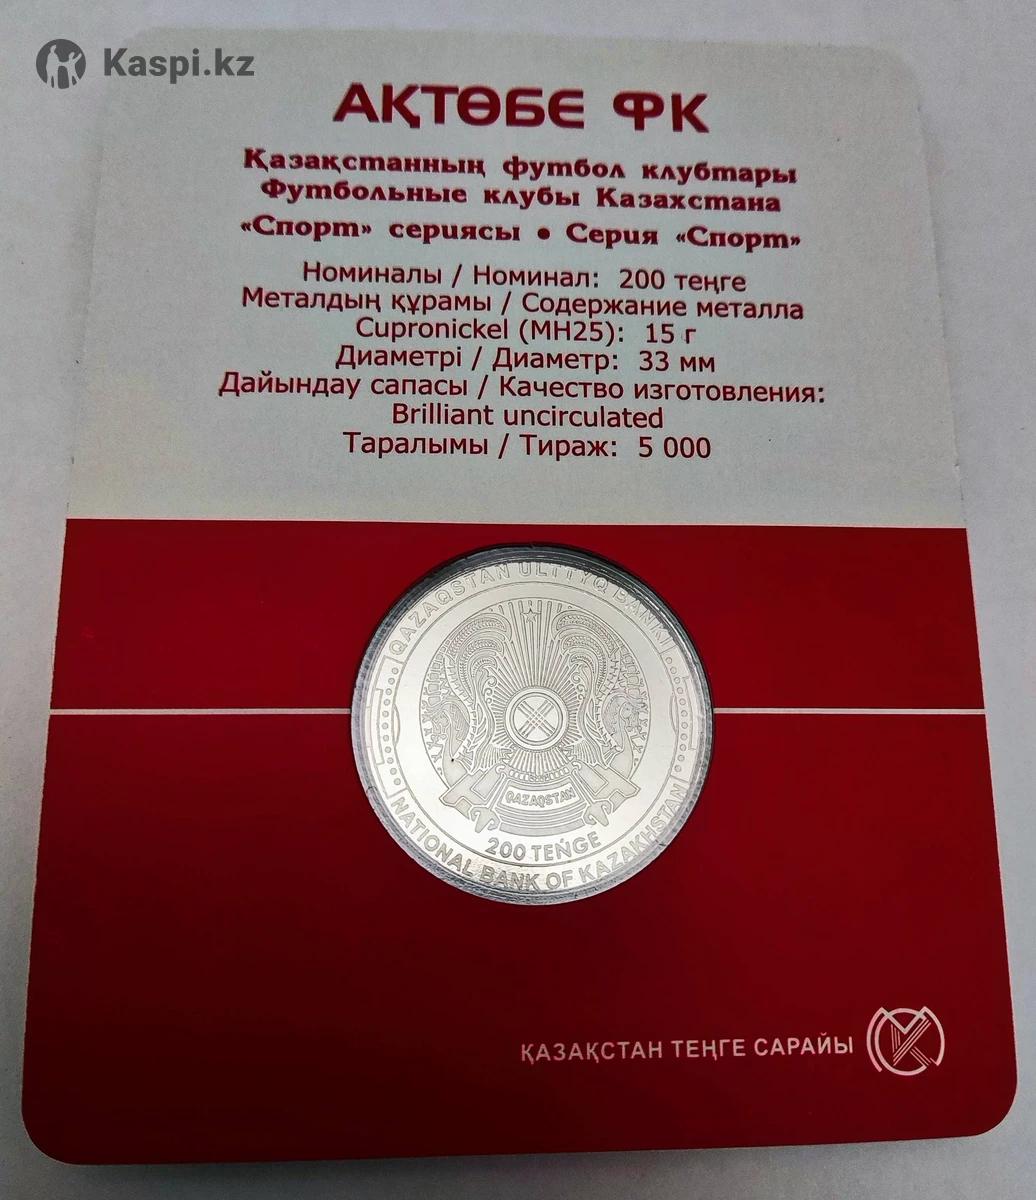 Kaspi.kz
АҚТӨБЕ ФК
Қазақстанның футбол клубтары
Футбольные клубы Казахстана
«Спорт» сериясы • Серия «Спорт»
Номиналы / Номинал: 200 теңге
Металдың құрамы / Содержание металла
Cupronickel (МН25): 15 г
Диаметрі / Диаметр: 33 мм
Дайындау сапасы / Качество изготовления:
Brilliant uncirculated
Таралымы / Тираж: 5 000
QAZAQSTAN ULTTYQ BANKI
QAZAQSTAN
200 TEŃGE
NATIONAL BANK OF KAZAKHSTAN
ҚАЗАҚСТАН ТЕҢГЕ САРАЙЫ